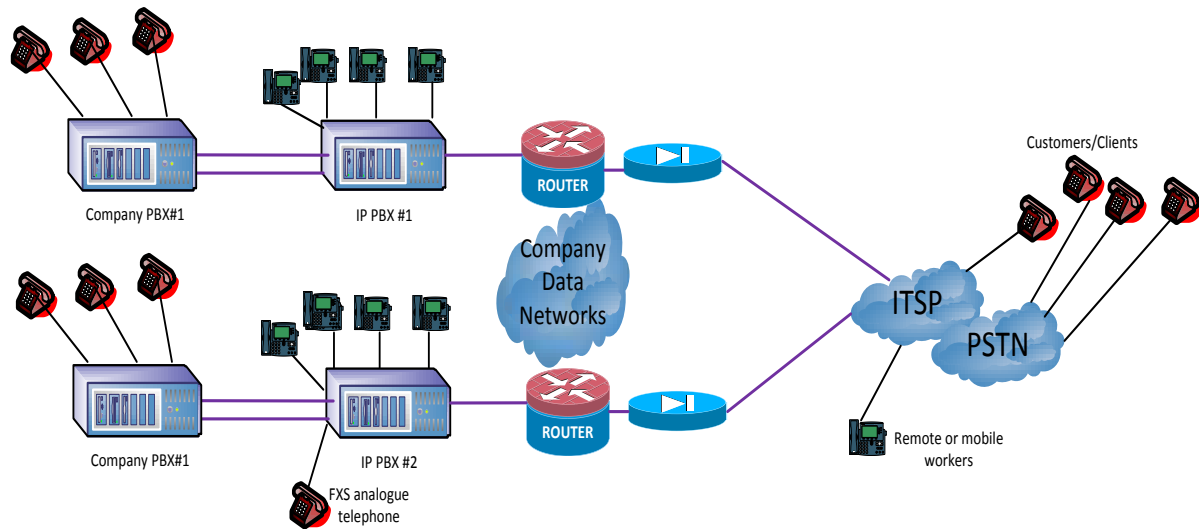 Customers/Clients
ROUTER
Company PBX#1
IP PBX #1
Company
Data
Networks
ITSP
PSTN
ROUTER
Remote or mobile
workers
Company PBX#1
IP PBX #2
FXS analogue
telephone